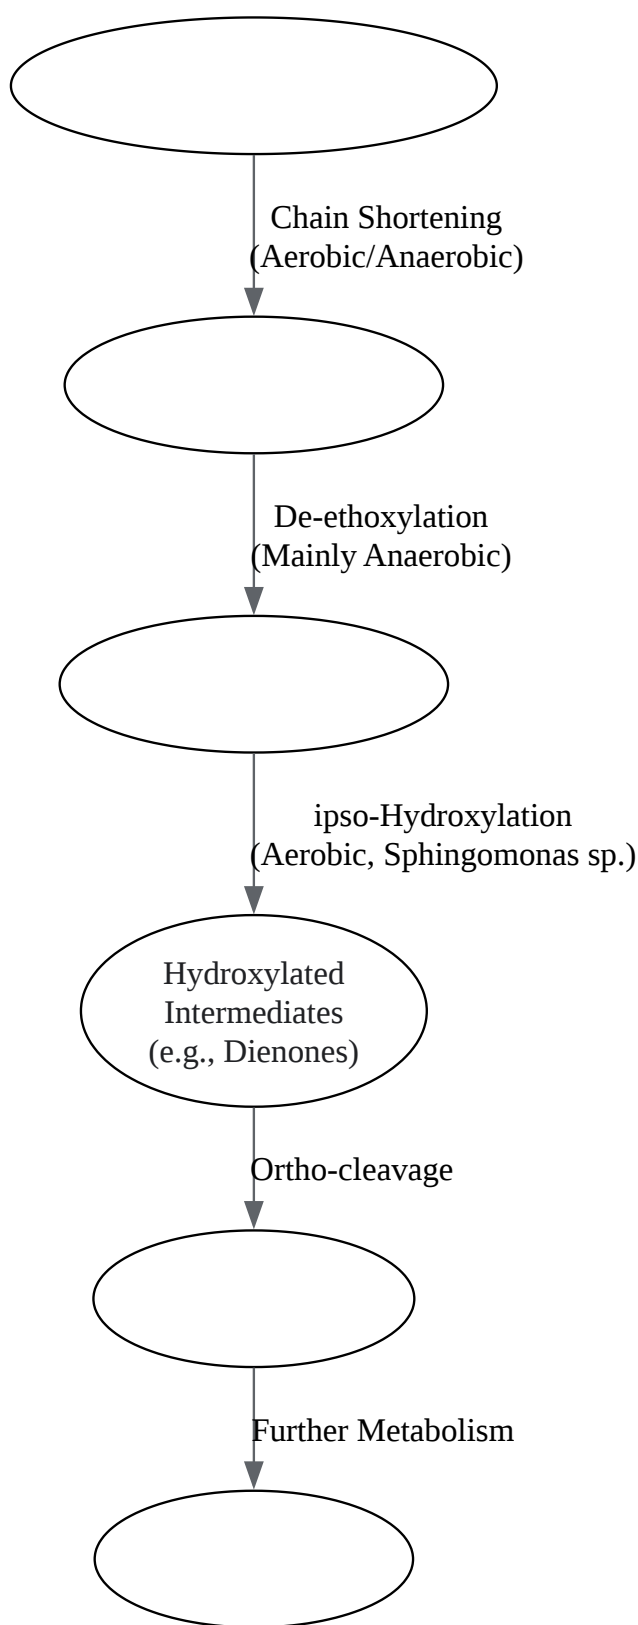 Chain Shortening
(Aerobic/Anaerobic)
De-ethoxylation
(Mainly Anaerobic)
ipso-Hydroxylation
(Aerobic, Sphingomonas sp.)
Hydroxylated
Intermediates
(e.g., Dienones)
Ortho-cleavage
Further Metabolism